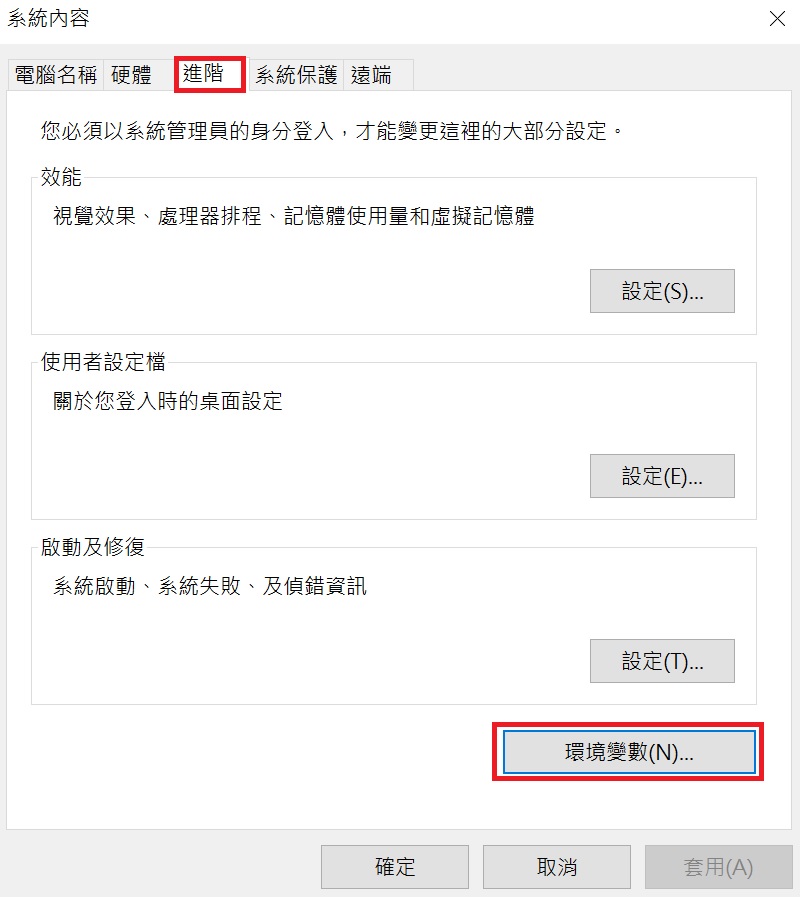 系統內容
電腦名稱 硬體 進階 系統保護 遠端
您必須以系統管理員的身分登入，才能變更這裡的大部分設定。
效能
視覺效果、處理器排程、記憶體使用量和虛擬記憶體
設定(S)...
使用者設定檔
關於您登入時的桌面設定
設定(E)...
啟動及修復
系統啟動、系統失敗、及偵錯資訊
設定(T)...
環境變數(N)...
確定 取消 套用(A)